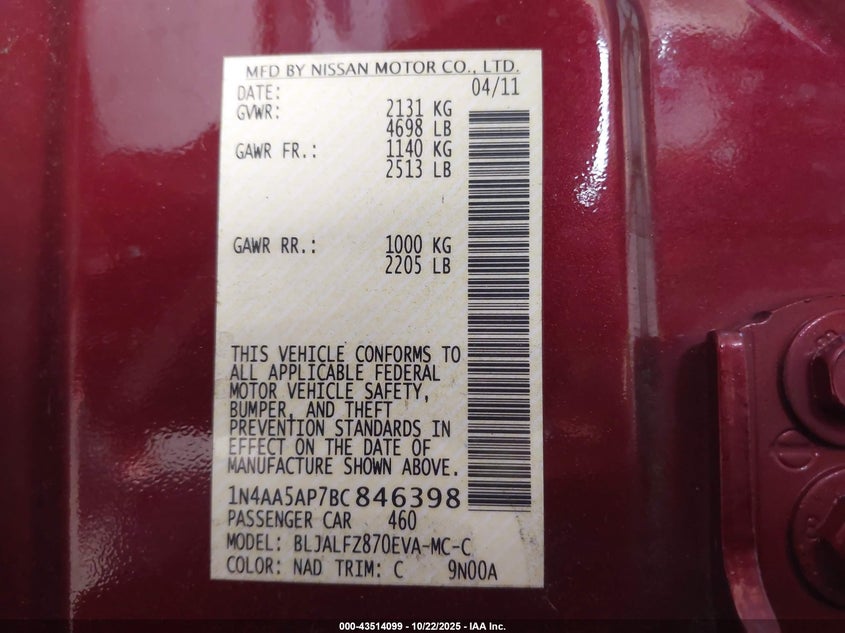 MFD BY NISSAN MOTOR CO., LTD.
DATE: 04/11
GVWR: 2131 KG
4698 LB
GAWR FR.: 1140 KG
2513 LB
GAWR RR.: 1000 KG
2205 LB
THIS VEHICLE CONFORMS TO
ALL APPLICABLE FEDERAL
MOTOR VEHICLE SAFETY,
BUMPER, AND THEFT
PREVENTION STANDARDS IN
EFFECT ON THE DATE OF
MANUFACTURE SHOWN ABOVE.
1N4AA5AP7BC846398
PASSENGER CAR 460
MODEL: BLJALFZ870EVA-MC-C
COLOR: NAD TRIM: C 9N00A
000-43514099 - 10/22/2025 - IAA Inc.